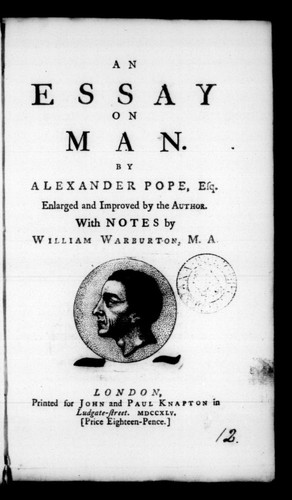 AN
ESSAY
ON
MAN.
BY
ALEXANDER POPE, Eſq.
Enlarged and Improved by the AUTHOR.
With NOTES by
WILLIAM WARBURTON, M. A
LONDON,
Printed for JOHN and PAUL KNAPTON in
Ludgate-ſtreet. MDCCXLV.
[Price Eighteen-Pence.]
12.